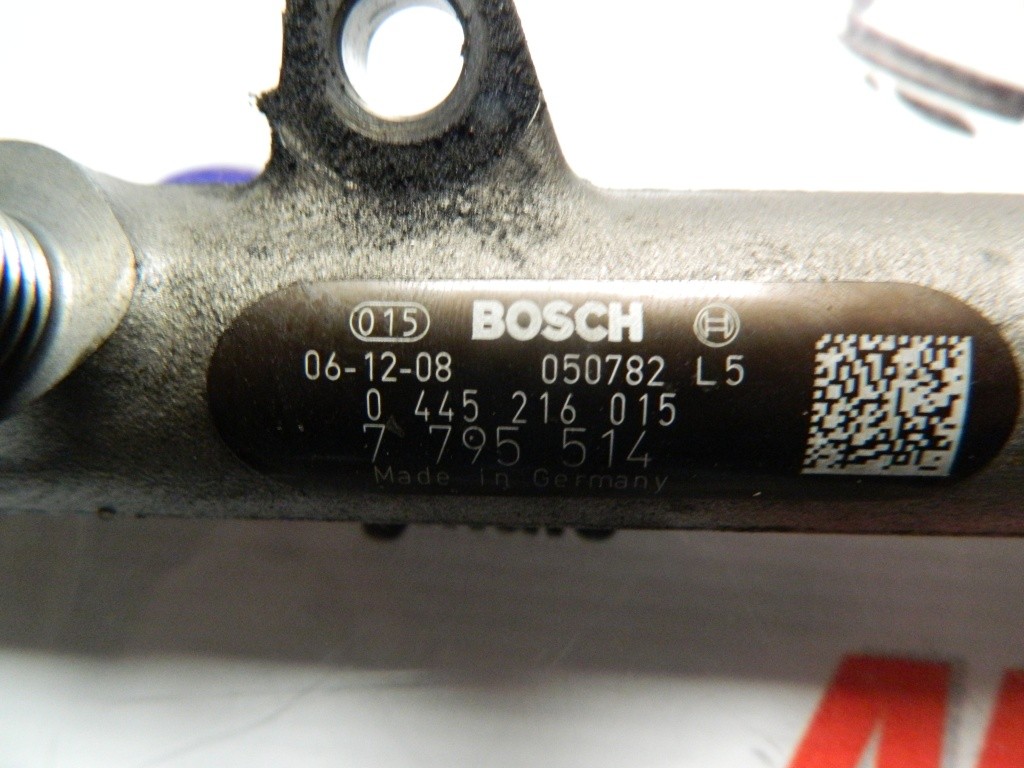 015 BOSCH
06-12-08 050782 L5
0 445 216 015
7 795 514
Made in Germany